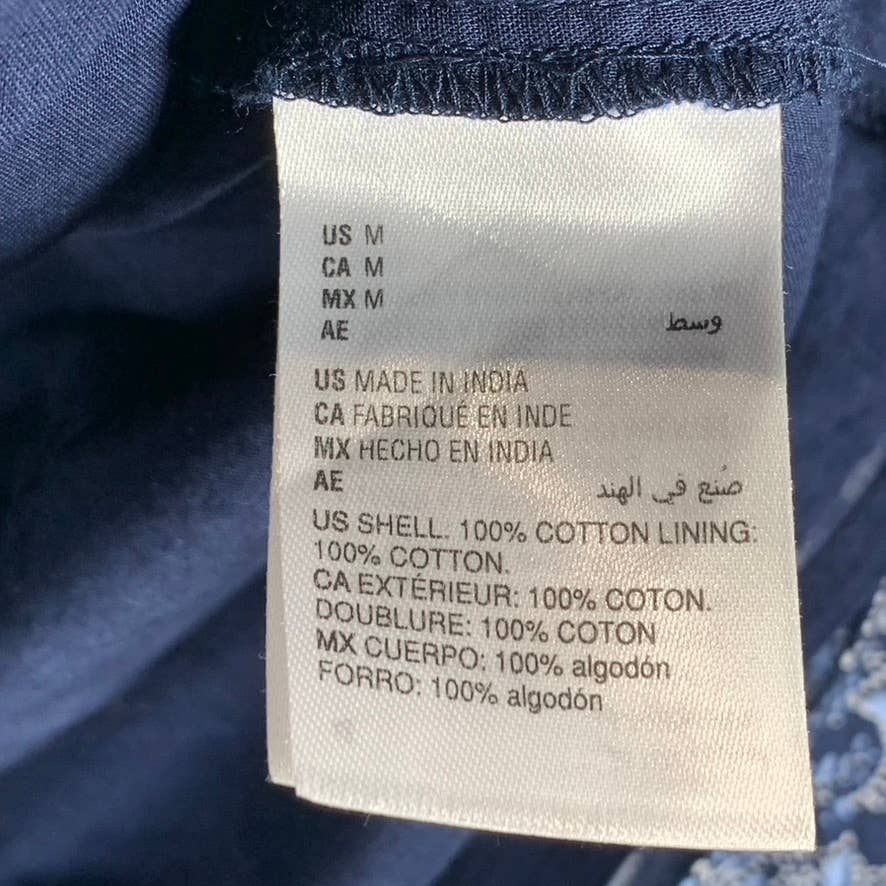 US M
CA M
MX M
AE وسط
US MADE IN INDIA
CA FABRIQUÉ EN INDE
MX HECHO EN INDIA
AE صُنع في الهند
US SHELL. 100% COTTON LINING:
100% COTTON.
CA EXTÉRIEUR: 100% COTON.
DOUBLURE: 100% COTON
MX CUERPO: 100% algodón
FORRO: 100% algodón